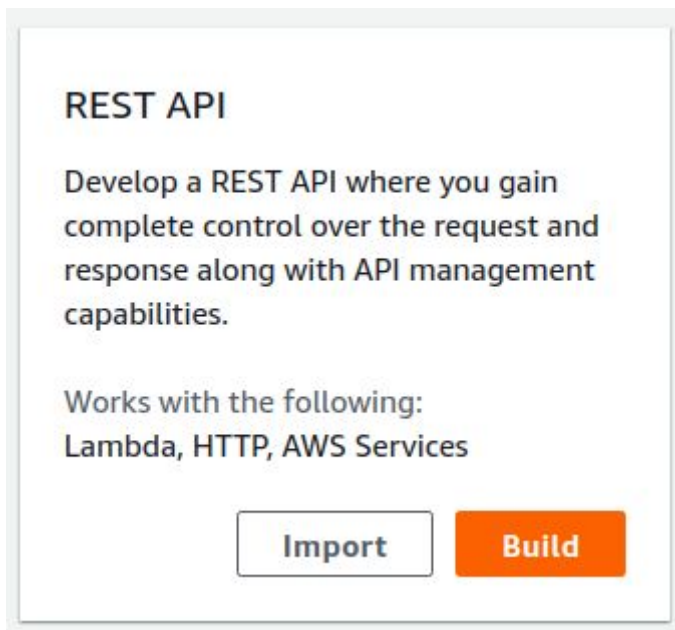 REST API
Develop a REST API where you gain
complete control over the request and
response along with API management
capabilities.
Works with the following:
Lambda, HTTP, AWS Services
Import Build